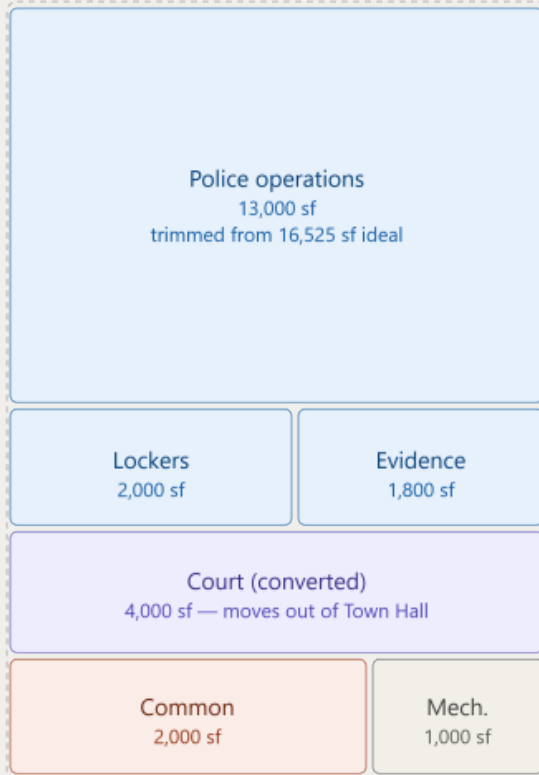 Police operations
13,000 sf
trimmed from 16,525 sf ideal
Lockers
2,000 sf
Evidence
1,800 sf
Court (converted)
4,000 sf — moves out of Town Hall
Common
2,000 sf
Mech.
1,000 sf